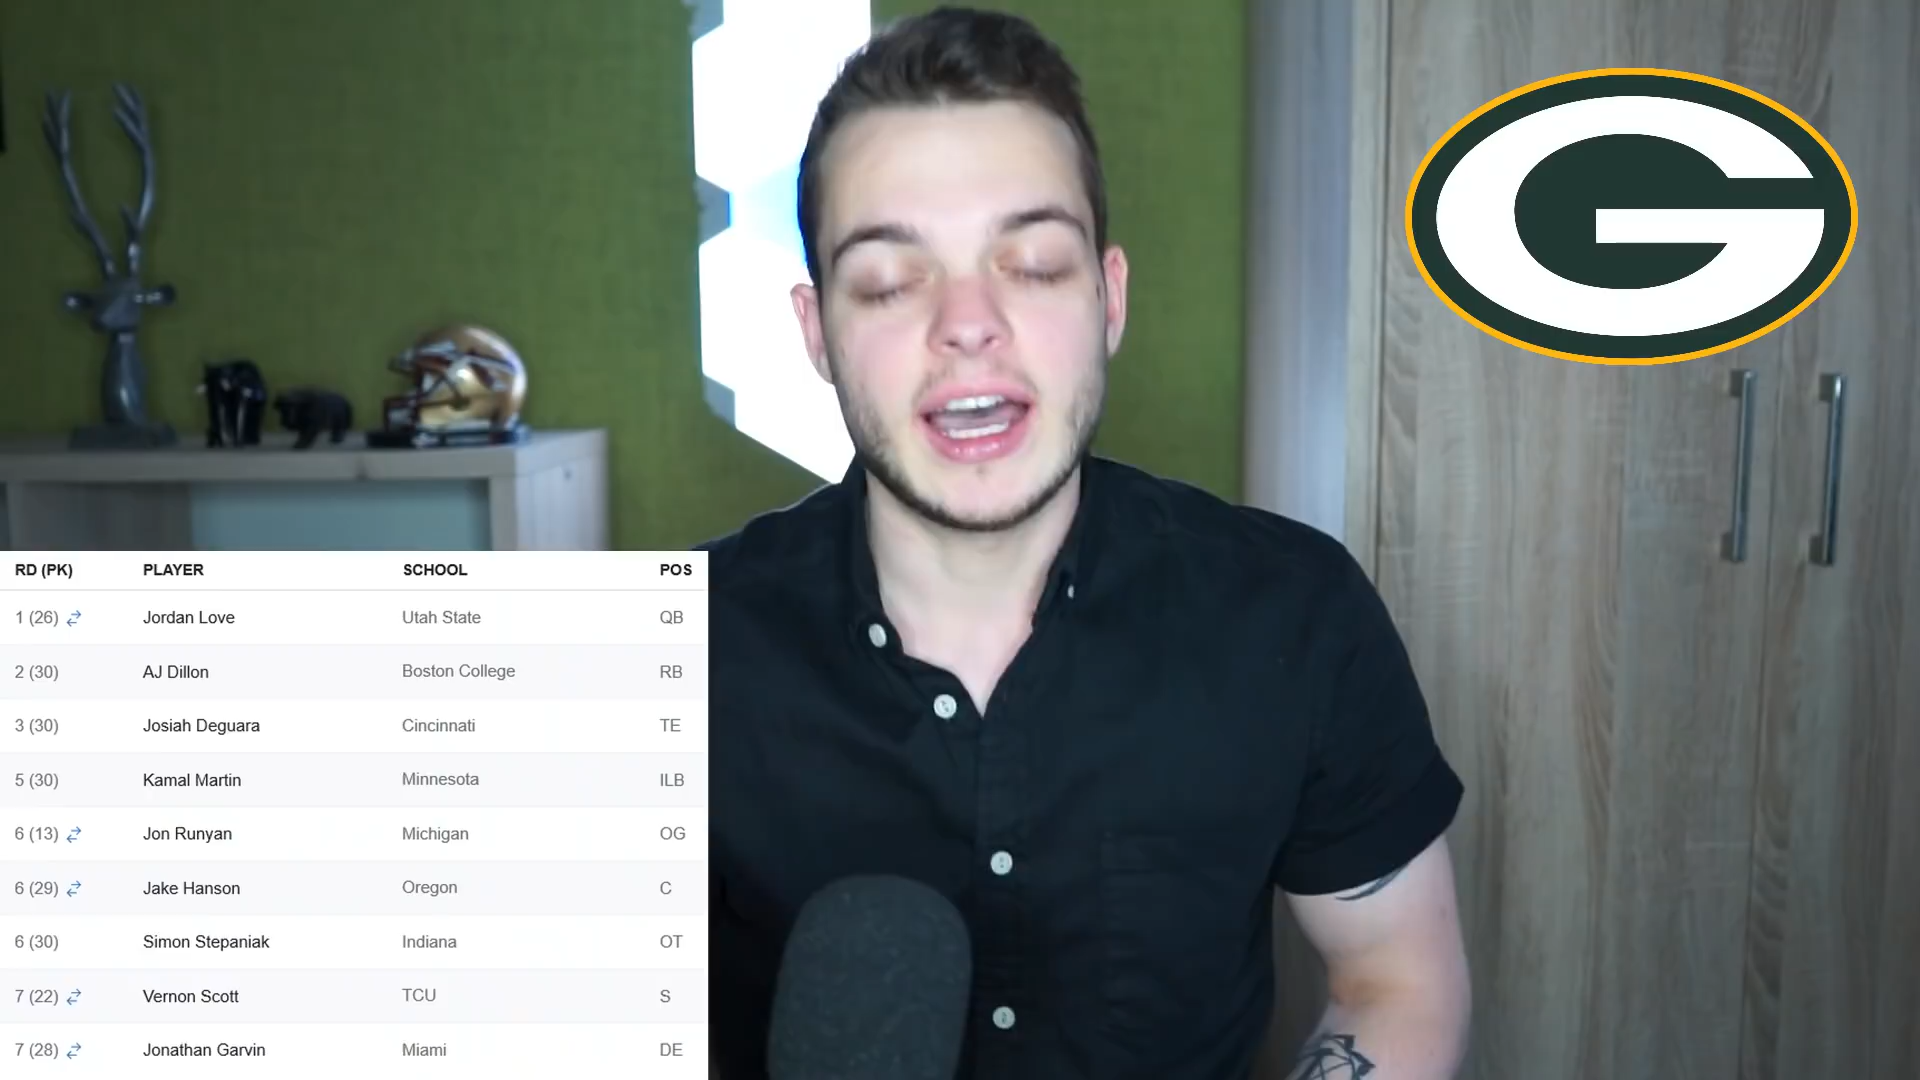 G
RD (PK) PLAYER SCHOOL POS
1 (26) Jordan Love Utah State QB
2 (30) AJ Dillon Boston College RB
3 (30) Josiah Deguara Cincinnati TE
5 (30) Kamal Martin Minnesota ILB
6 (13) Jon Runyan Michigan OG
6 (29) Jake Hanson Oregon C
6 (30) Simon Stepaniak Indiana OT
7 (22) Vernon Scott TCU S
7 (28) Jonathan Garvin Miami DE